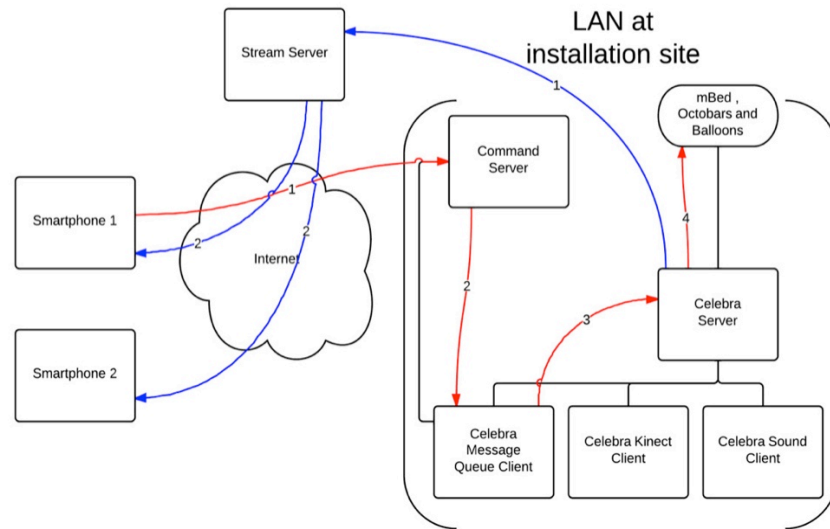 LAN at
installation site
Stream Server
1
mBed ,
Octobars and
Balloons
Command
Server
Smartphone 1
1
2
2
Internet
4
2
Celebra
Server
3
Smartphone 2
Celebra
Message
Queue Client
Celebra Kinect
Client
Celebra Sound
Client